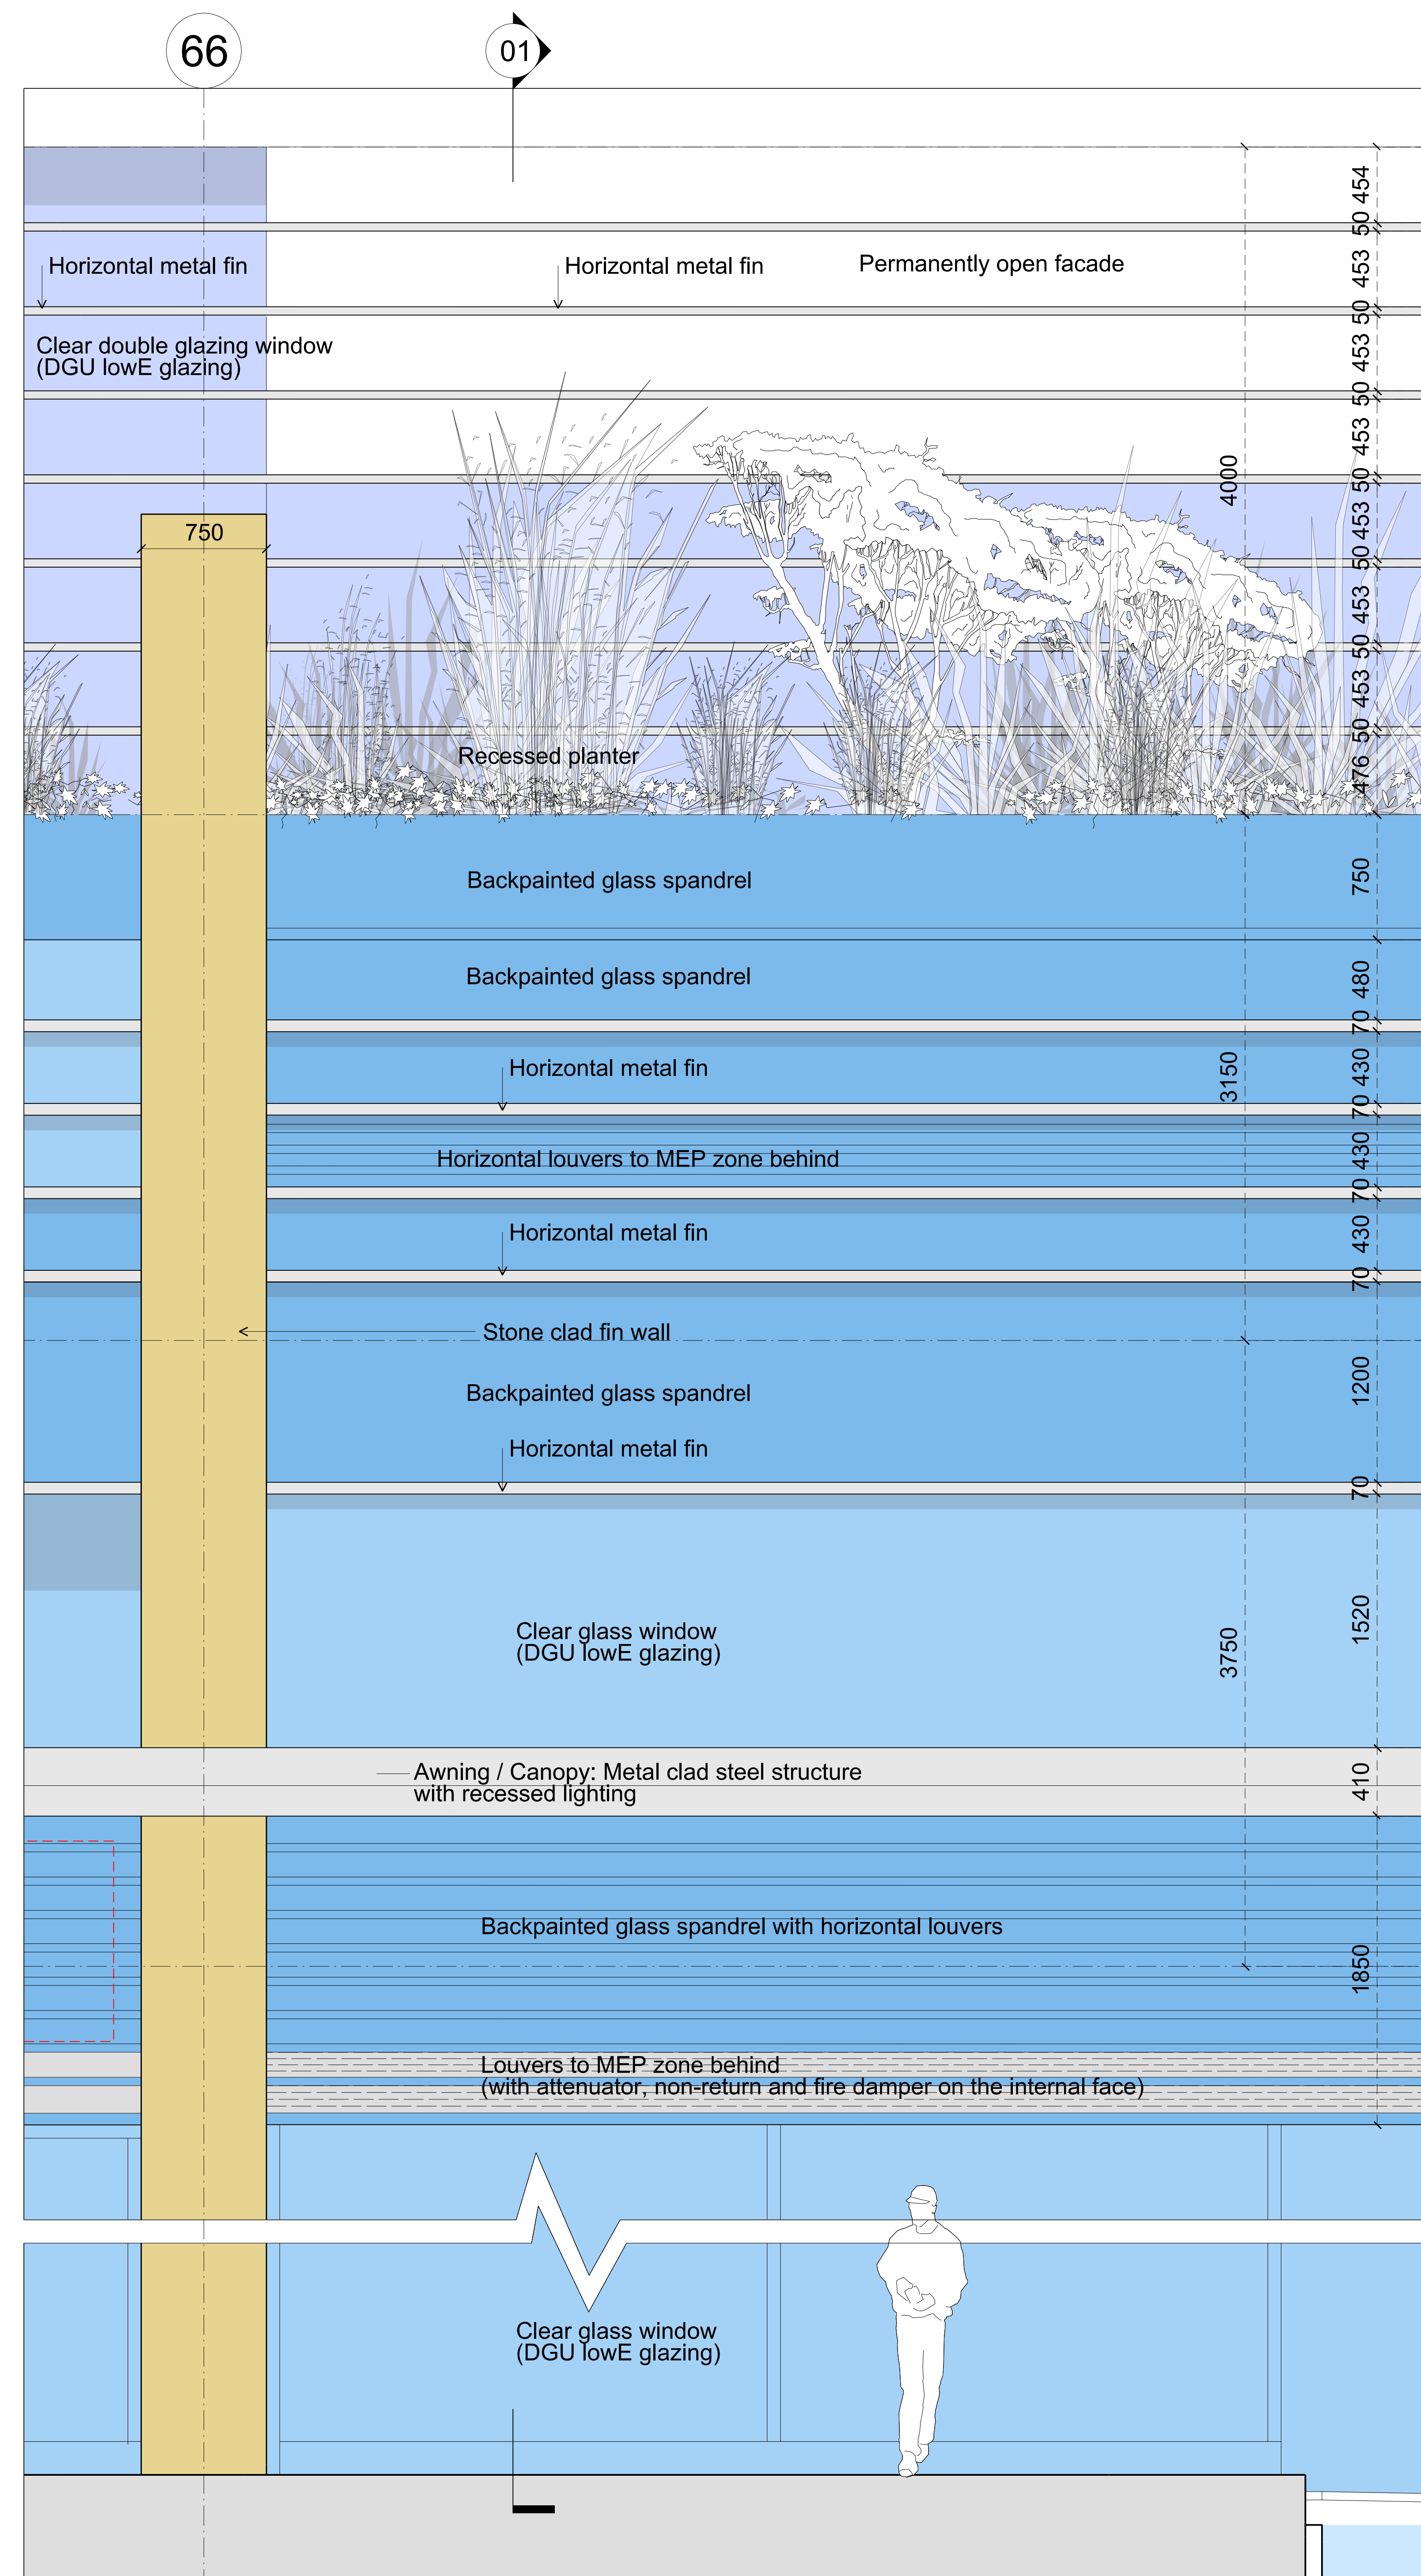 66
01
454
50
Horizontal metal fin
Horizontal metal fin
Permanently open facade
453
50
Clear double glazing window
(DGU lowE glazing)
453
50
453
4000
50
750
453
50
453
50
453
50
Recessed planter
476
Backpainted glass spandrel
750
Backpainted glass spandrel
480
70
Horizontal metal fin
3150
430
70
Horizontal louvers to MEP zone behind
430
70
Horizontal metal fin
430
70
Stone clad fin wall
Backpainted glass spandrel
1200
Horizontal metal fin
70
Clear glass window
(DGU lowE glazing)
1520
3750
Awning / Canopy: Metal clad steel structure
with recessed lighting
410
Backpainted glass spandrel with horizontal louvers
1850
Louvers to MEP zone behind
(with attenuator, non-return and fire damper on the internal face)
Clear glass window
(DGU lowE glazing)